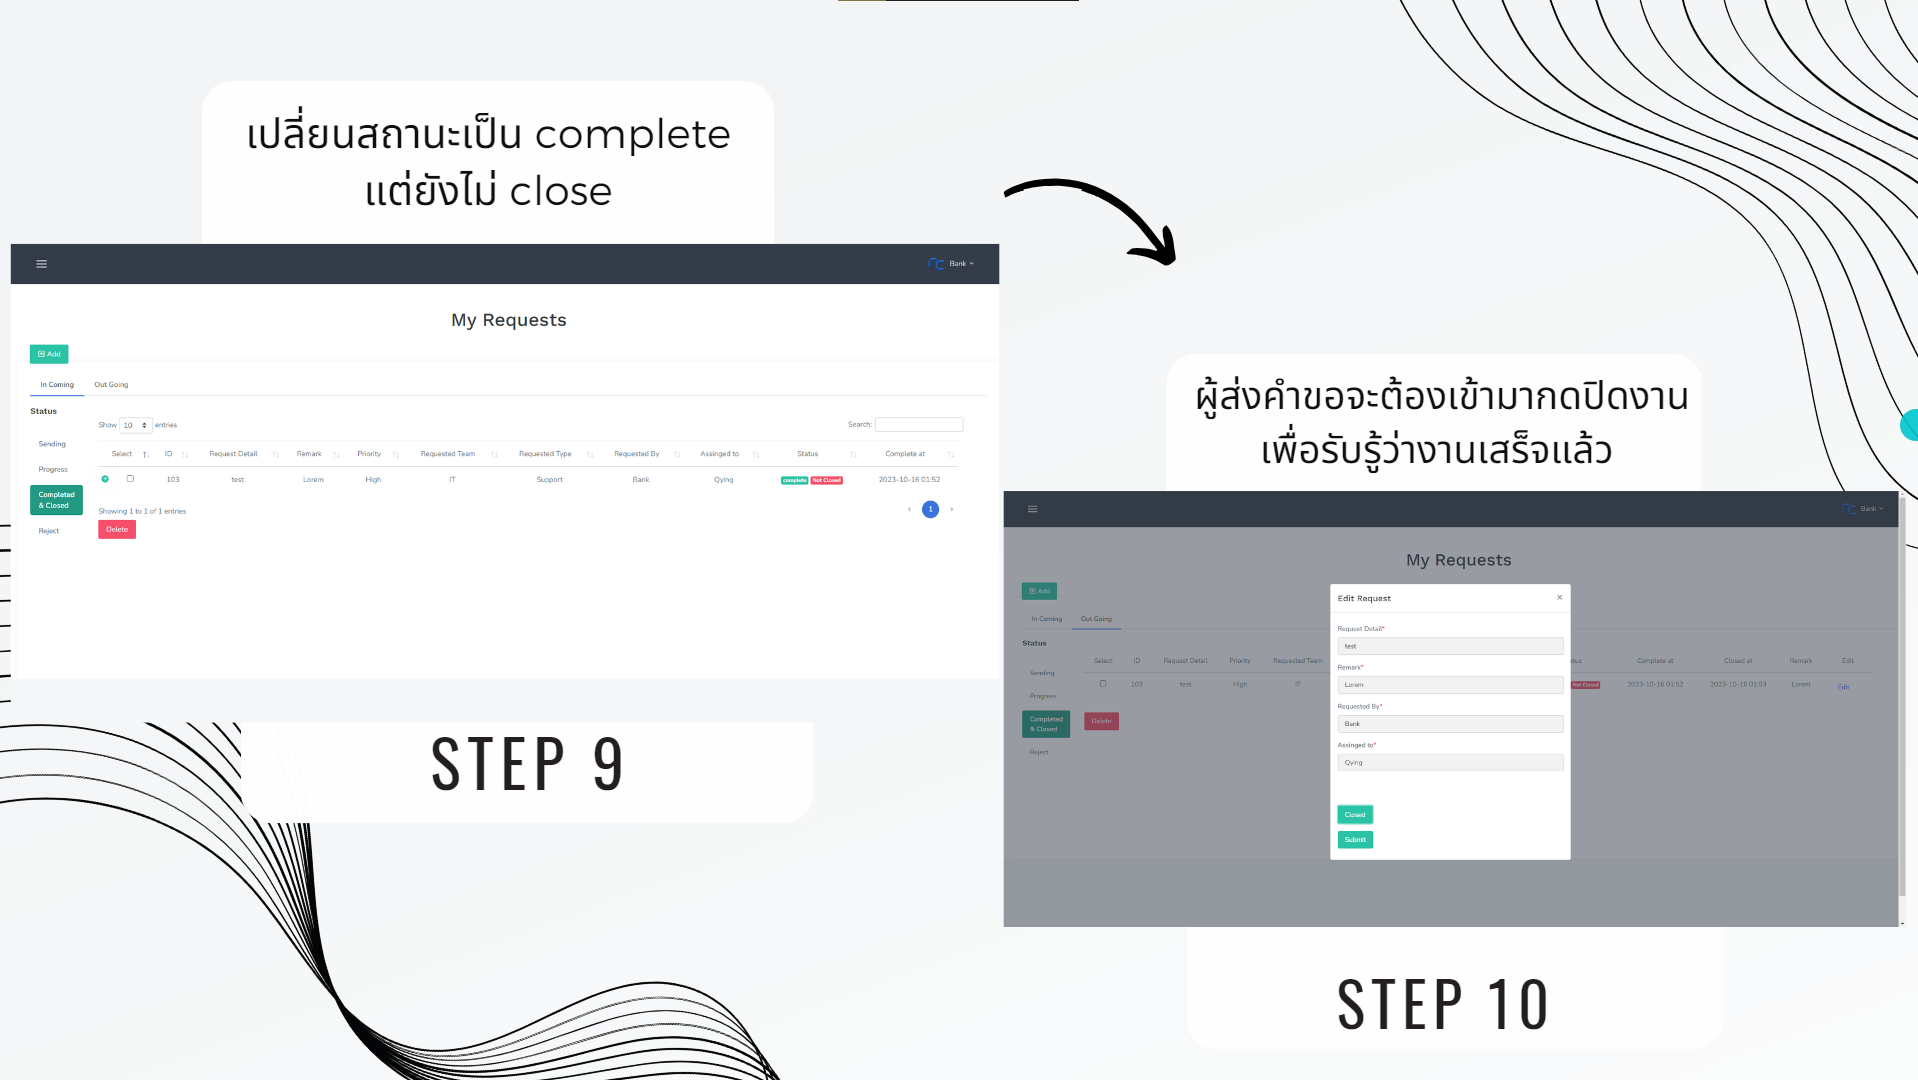 เปลี่ยนสถานะเป็น complete
แต่ยังไม่ close
Bank
My Requests
Add
In Coming Out Going
Status
Sending
Progress
Completed
& Closed
Reject
Show 10 entries
Search:
Select ID Request Detail Remark Priority Requested Team Requested Type Requested By Assinged to Status Complete at
103 test Lorem High IT Support Bank Qying complete Not Closed 2023-10-16 01:52
Showing 1 to 1 of 1 entries
‹ 1 ›
Delete
STEP 9
ผู้ส่งคำขอจะต้องเข้ามากดปิดงาน
เพื่อรับรู้ว่างานเสร็จแล้ว
Bank
My Requests
Add
In Coming Out Going
Status
Sending
Progress
Completed
& Closed
Reject
Select ID Request Detail Priority Requested Team Complete at Closed at Remark Edit
103 test High IT Not Closed 2023-10-16 01:52 2023-10-16 01:53 Lorem Edit
Delete
Edit Request ×
Requset Detail*
test
Remark*
Lorem
Requested By*
Bank
Assinged to*
Qying
Closed
Submit
STEP 10